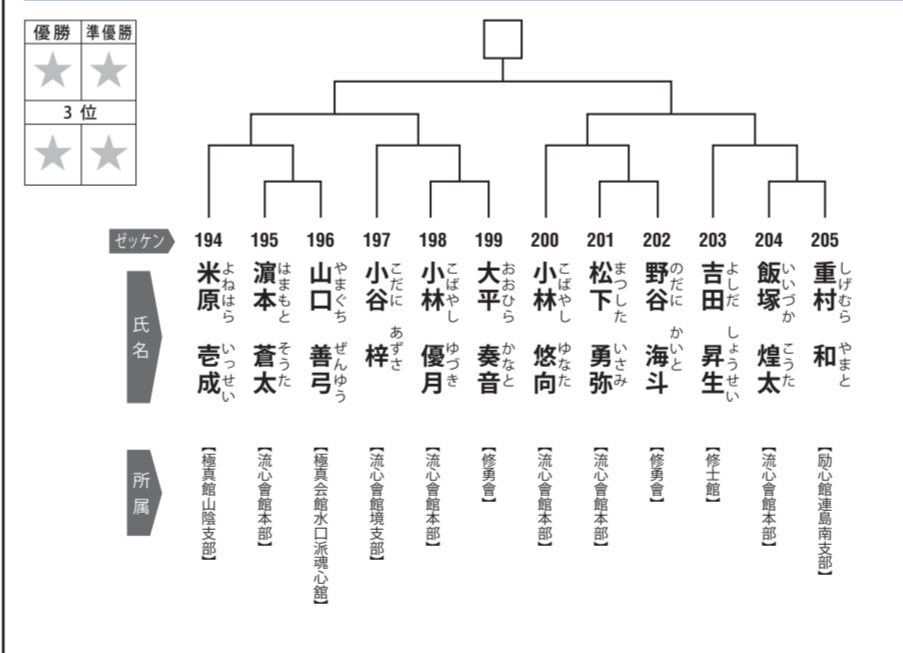 優勝 準優勝
★ ★
3 位
★ ★
ゼッケン 194 195 196 197 198 199 200 201 202 203 204 205
氏名
米原 壱成 よねはら いっせい
濵本 蒼太 はまもと そうた
山口 善弓 やまぐち ぜんゆう
小谷 梓 こだに あずさ
小林 優月 こばやし ゆづき
大平 奏音 おおひら かなと
小林 悠向 こばやし ゆなた
松下 勇弥 まつした いさみ
野谷 海斗 のだに かいと
吉田 昇生 よしだ しょうせい
飯塚 煌太 いいづか こうた
重村 和 しげむら やまと
所属
【極真館山陰支部】
【流心會館本部】
【極真会館水口派魂心舘】
【流心會館境支部】
【流心會館本部】
【修勇會】
【流心會館本部】
【流心會館本部】
【修勇會】
【修士館】
【流心會館本部】
【励心館連島南支部】